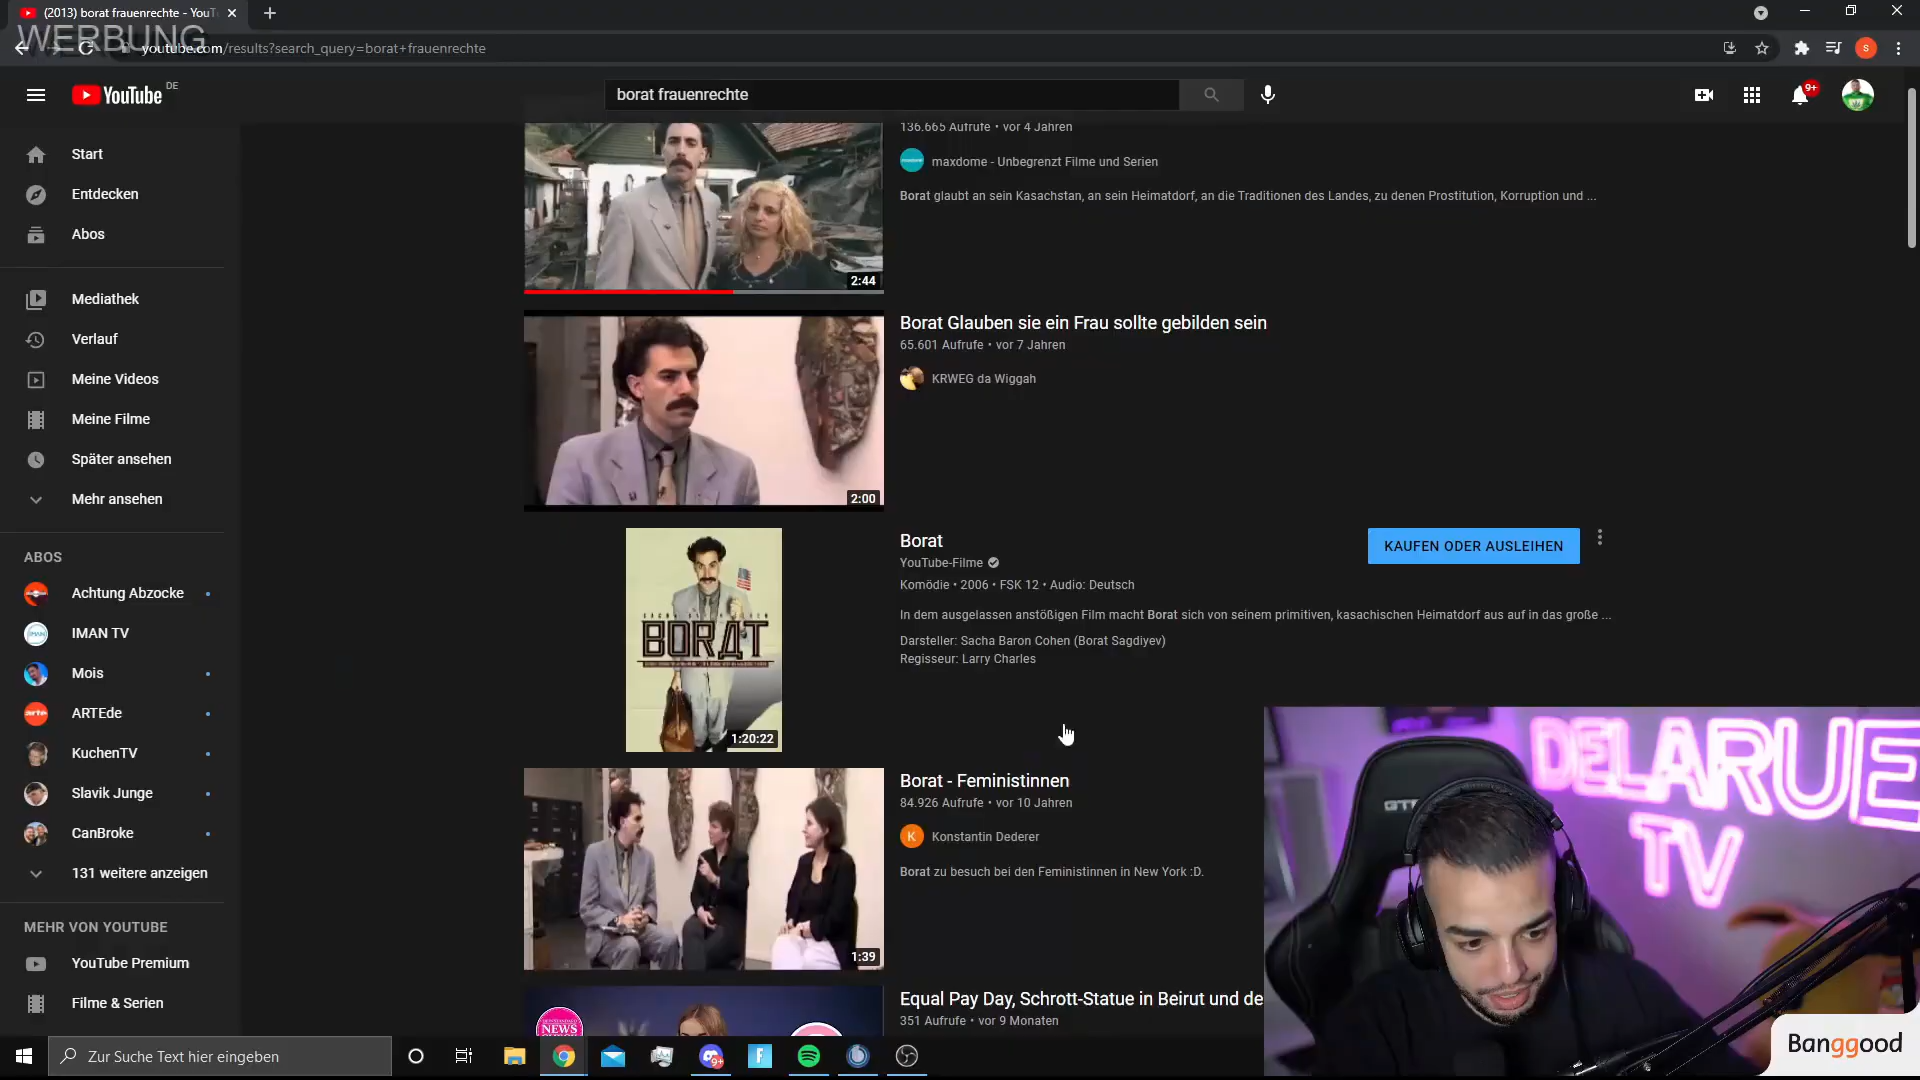 (2013) borat frauenrechte - YouT
WERBUNG
youtube.com/results?search_query=borat+frauenrechte
S
YouTube DE
borat frauenrechte
9+
Start
Entdecken
Abos
Mediathek
Verlauf
Meine Videos
Meine Filme
Später ansehen
Mehr ansehen
ABOS
Achtung Abzocke
IMAN TV
Mois
ARTEde
KuchenTV
Slavik Junge
CanBroke
131 weitere anzeigen
MEHR VON YOUTUBE
YouTube Premium
Filme & Serien
2:44
136.665 Aufrufe • vor 4 Jahren
maxdome - Unbegrenzt Filme und Serien
Borat glaubt an sein Kasachstan, an sein Heimatdorf, an die Traditionen des Landes, zu denen Prostitution, Korruption und ...
2:00
Borat Glauben sie ein Frau sollte gebilden sein
65.601 Aufrufe • vor 7 Jahren
KRWEG da Wiggah
BORAT
1:20:22
Borat
YouTube-Filme
Komödie • 2006 • FSK 12 • Audio: Deutsch
In dem ausgelassen anstößigen Film macht Borat sich von seinem primitiven, kasachischen Heimatdorf aus auf in das große ...
Darsteller: Sacha Baron Cohen (Borat Sagdiyev)
Regisseur: Larry Charles
KAUFEN ODER AUSLEIHEN
1:39
Borat - Feministinnen
84.926 Aufrufe • vor 10 Jahren
K
Konstantin Dederer
Borat zu besuch bei den Feministinnen in New York :D.
NEWS
Equal Pay Day, Schrott-Statue in Beirut und de
351 Aufrufe • vor 9 Monaten
DELARUE
TV
Banggood
Zur Suche Text hier eingeben
9+